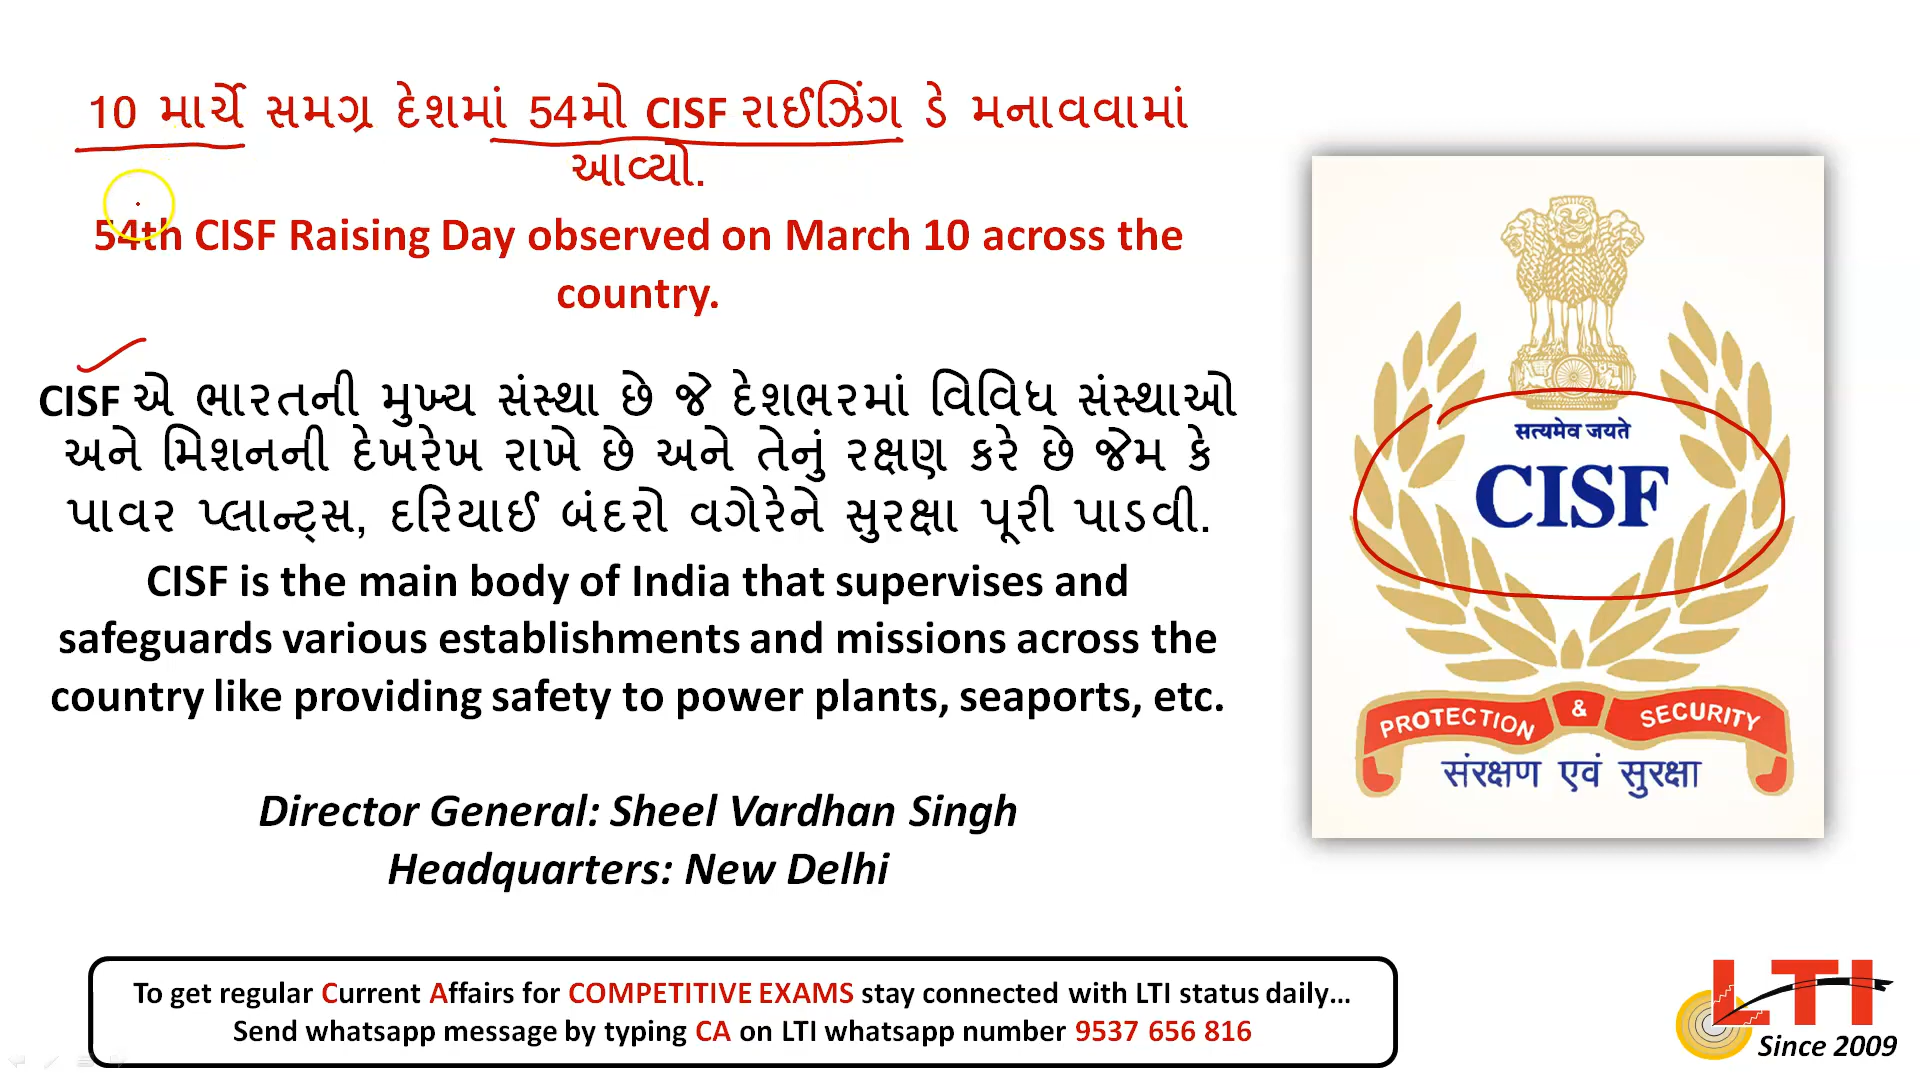 10 માર્ચે સમગ્ર દેશમાં 54મો CISF રાઈઝિંગ ડે મનાવવામાં
આવ્યો.
54th CISF Raising Day observed on March 10 across the
country.
CISF એ ભારતની મુખ્ય સંસ્થા છે જે દેશભરમાં વિવિધ સંસ્થાઓ
અને મિશનની દેખરેખ રાખે છે અને તેનું રક્ષણ કરે છે જેમ કે
પાવર પ્લાન્ટ્સ, દરિયાઈ બંદરો વગેરેને સુરક્ષા પૂરી પાડવી.
CISF is the main body of India that supervises and
safeguards various establishments and missions across the
country like providing safety to power plants, seaports, etc.
Director General: Sheel Vardhan Singh
Headquarters: New Delhi
सत्यमेव जयते
CISF
PROTECTION & SECURITY
संरक्षण एवं सुरक्षा
To get regular Current Affairs for COMPETITIVE EXAMS stay connected with LTI status daily...
Send whatsapp message by typing CA on LTI whatsapp number 9537 656 816
LTI
Since 2009